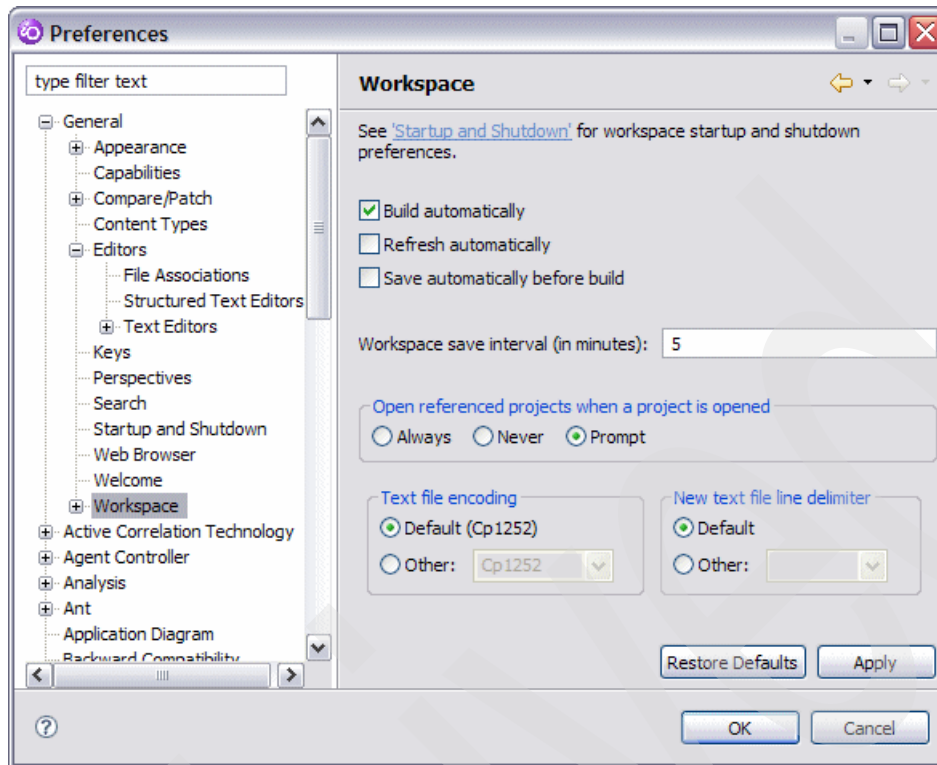 Preferences
type filter text
General
Appearance
Capabilities
Compare/Patch
Content Types
Editors
File Associations
Structured Text Editors
Text Editors
Keys
Perspectives
Search
Startup and Shutdown
Web Browser
Welcome
Workspace
Active Correlation Technology
Agent Controller
Analysis
Ant
Application Diagram
Backward Compatibility
Workspace
See 'Startup and Shutdown' for workspace startup and shutdown
preferences.
Build automatically
Refresh automatically
Save automatically before build
Workspace save interval (in minutes): 5
Open referenced projects when a project is opened
Always Never Prompt
Text file encoding
Default (Cp1252)
Other: Cp1252
New text file line delimiter
Default
Other:
Restore Defaults Apply
OK Cancel